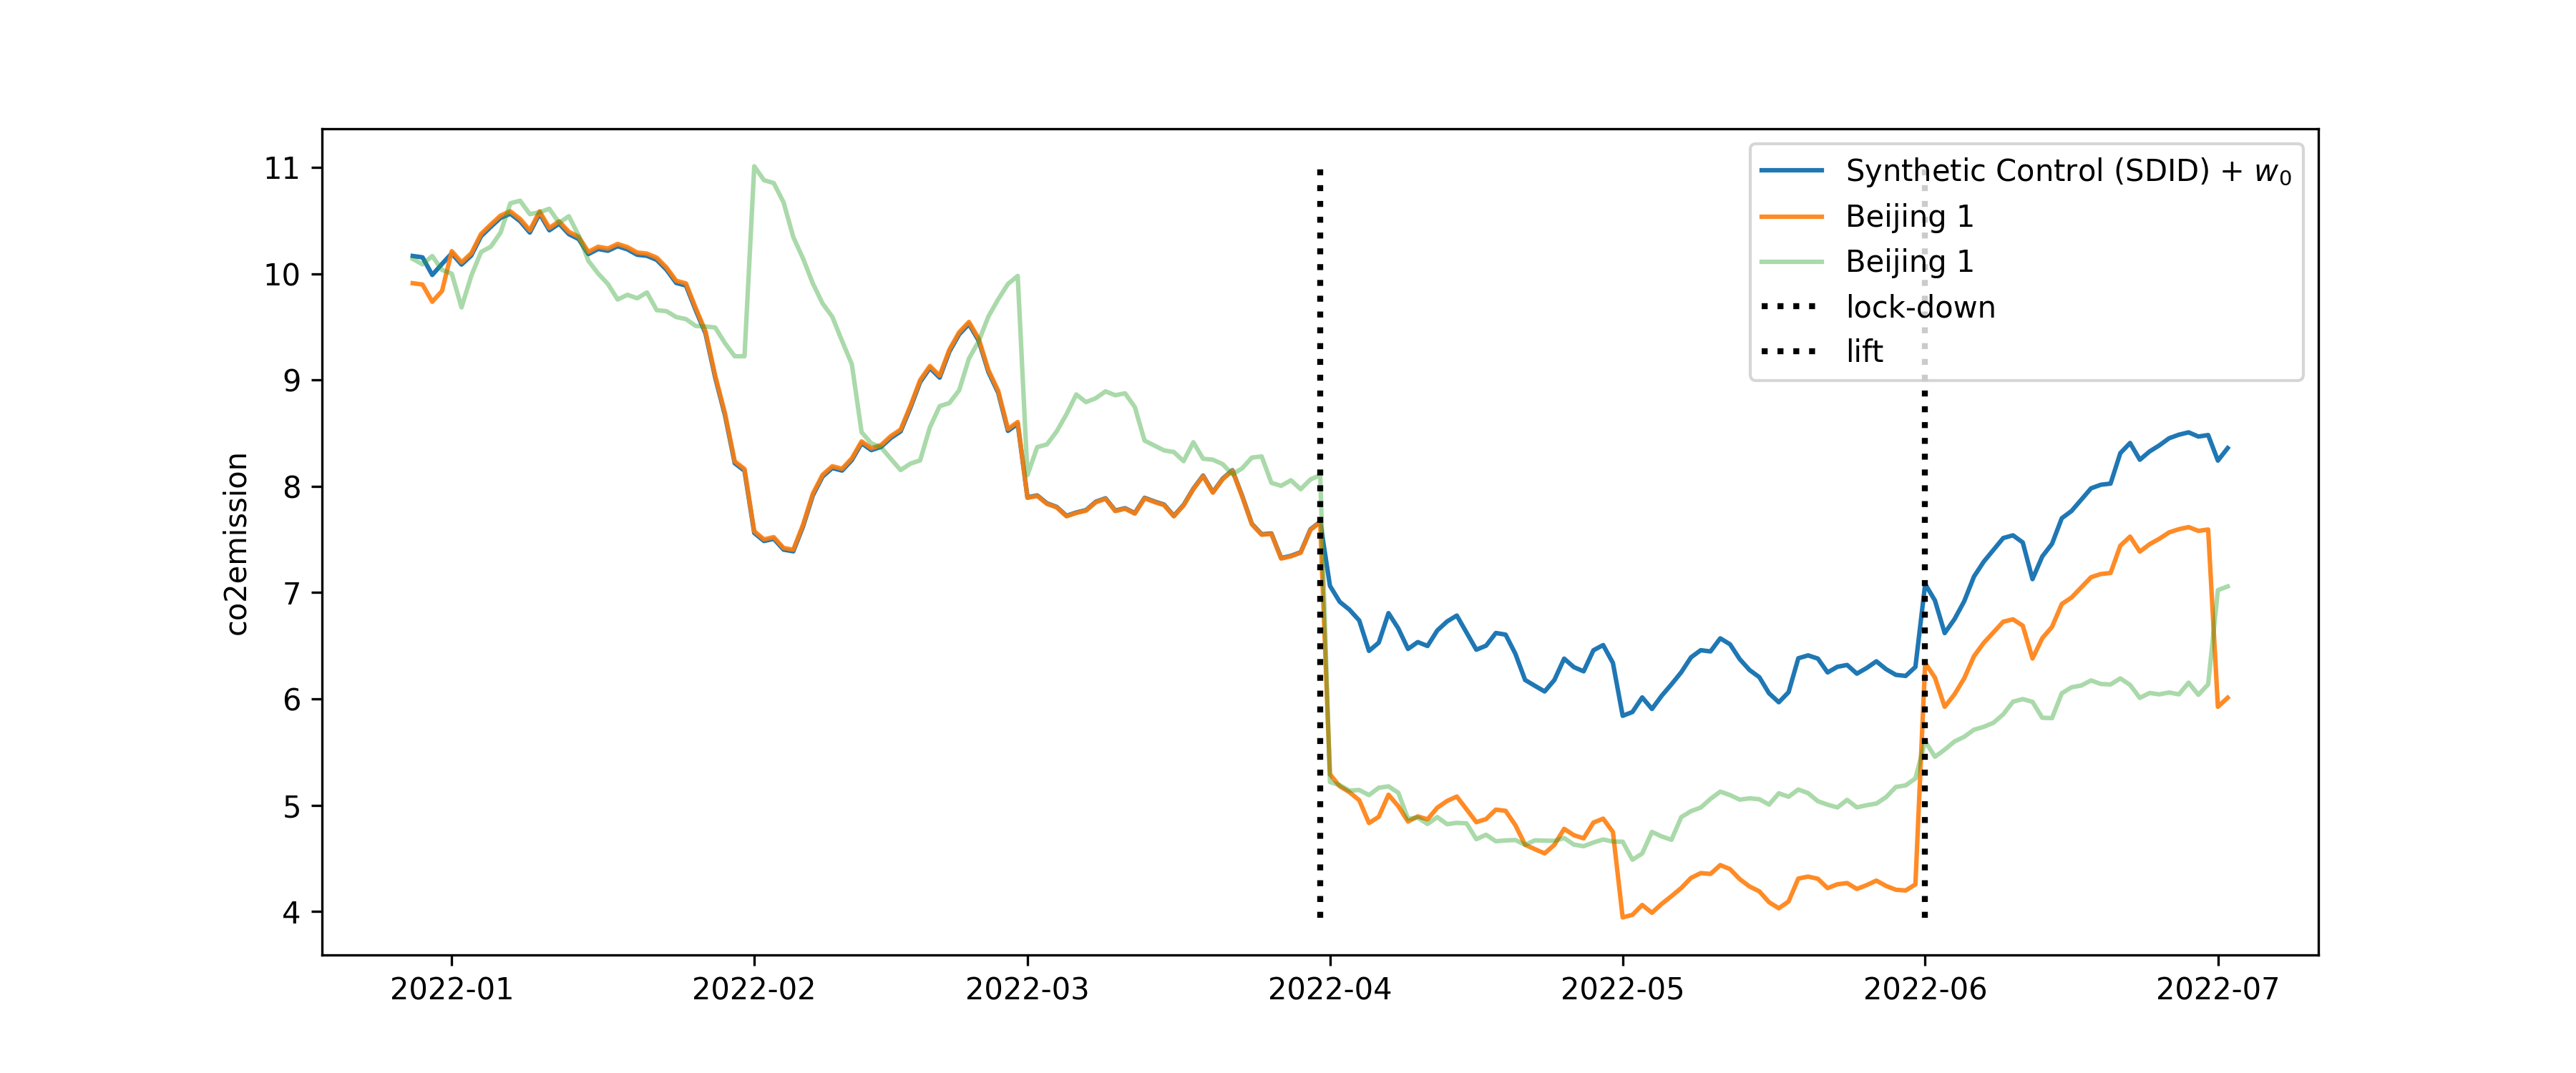 11
10
9
8
7
6
5
4
co2emission
2022-01 2022-02 2022-03 2022-04 2022-05 2022-06 2022-07
Synthetic Control (SDID) + w₀
Beijing 1
Beijing 1
lock-down
lift